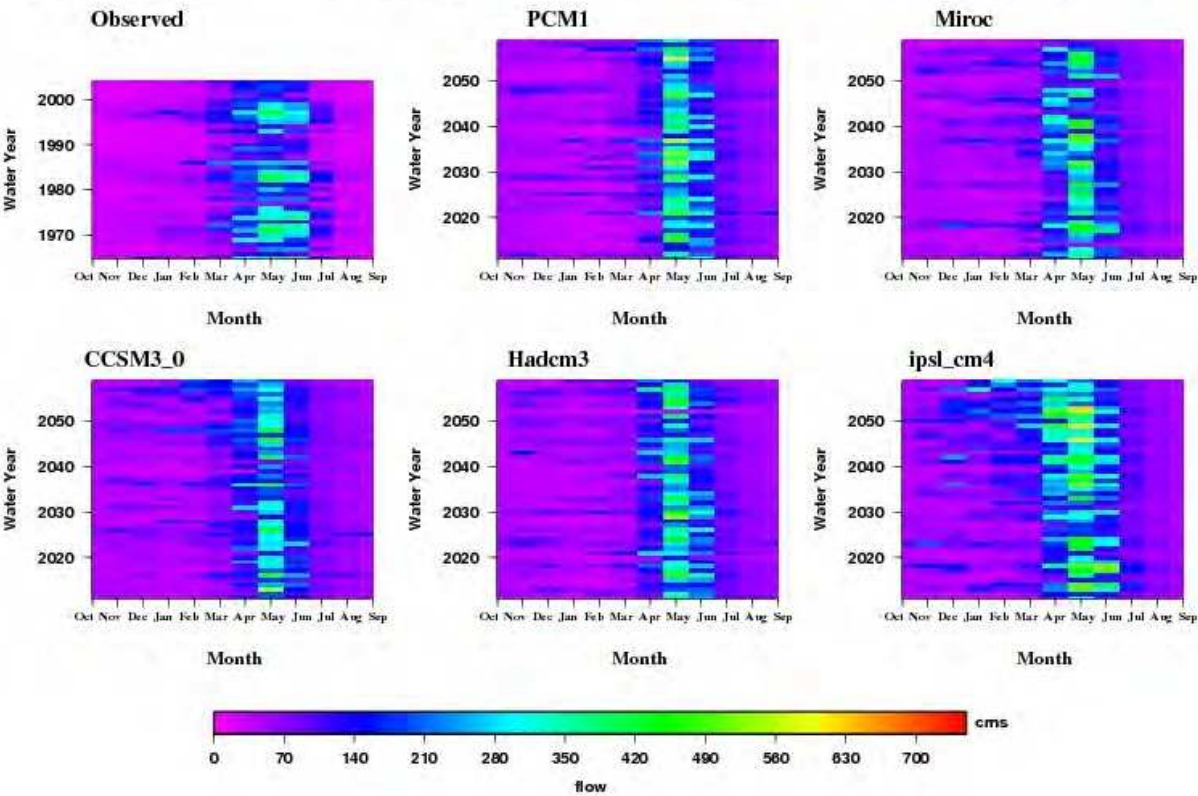 Observed
Water Year
2000
1990
1980
1970
Oct Nov Dec Jan Feb Mar Apr May Jun Jul Aug Sep
Month
PCM1
Water Year
2050
2040
2030
2020
Oct Nov Dec Jan Feb Mar Apr May Jun Jul Aug Sep
Month
Miroc
Water Year
2050
2040
2030
2020
Oct Nov Dec Jan Feb Mar Apr May Jun Jul Aug Sep
Month
CCSM3_0
Water Year
2050
2040
2030
2020
Oct Nov Dec Jan Feb Mar Apr May Jun Jul Aug Sep
Month
Hadcm3
Water Year
2050
2040
2030
2020
Oct Nov Dec Jan Feb Mar Apr May Jun Jul Aug Sep
Month
ipsl_cm4
Water Year
2050
2040
2030
2020
Oct Nov Dec Jan Feb Mar Apr May Jun Jul Aug Sep
Month
cms
0 70 140 210 280 350 420 490 560 630 700
flow